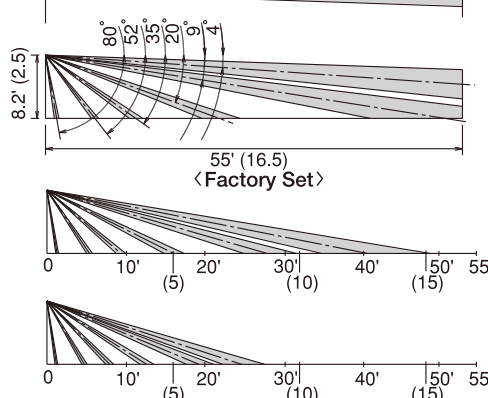 80° 52° 35° 20° 9° 4°
8.2' (2.5)
55' (16.5)
〈Factory Set〉
0 10' 20' 30' 40' 50' 55
(5) (10) (15)
0 10' 20' 30' 40' 50' 55
(5) (10) (15)